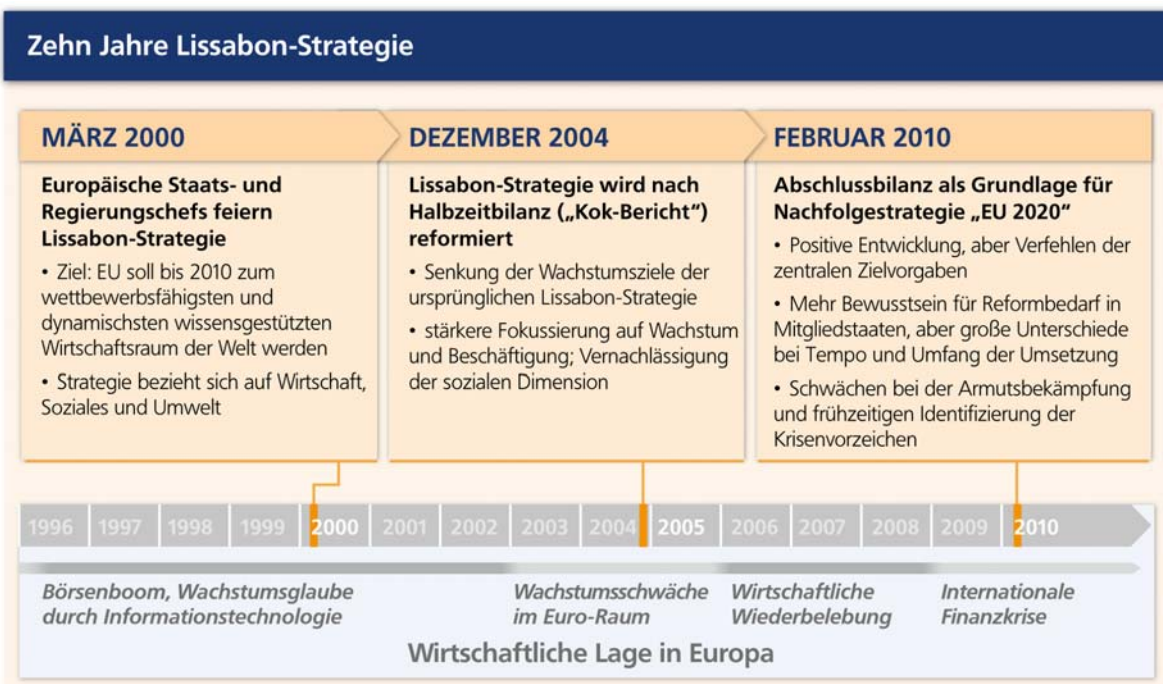 Zehn Jahre Lissabon-Strategie
MÄRZ 2000
Europäische Staats- und
Regierungschefs feiern
Lissabon-Strategie
• Ziel: EU soll bis 2010 zum
wettbewerbsfähigsten und
dynamischsten wissensgestützten
Wirtschaftsraum der Welt werden
• Strategie bezieht sich auf Wirtschaft,
Soziales und Umwelt
DEZEMBER 2004
Lissabon-Strategie wird nach
Halbzeitbilanz („Kok-Bericht“)
reformiert
• Senkung der Wachstumsziele der
ursprünglichen Lissabon-Strategie
• stärkere Fokussierung auf Wachstum
und Beschäftigung; Vernachlässigung
der sozialen Dimension
FEBRUAR 2010
Abschlussbilanz als Grundlage für
Nachfolgestrategie „EU 2020“
• Positive Entwicklung, aber Verfehlen der
zentralen Zielvorgaben
• Mehr Bewusstsein für Reformbedarf in
Mitgliedstaaten, aber große Unterschiede
bei Tempo und Umfang der Umsetzung
• Schwächen bei der Armutsbekämpfung
und frühzeitigen Identifizierung der
Krisenvorzeichen
1996 1997 1998 1999 2000 2001 2002 2003 2004 2005 2006 2007 2008 2009 2010
Börsenboom, Wachstumsglaube
durch Informationstechnologie
Wachstumsschwäche
im Euro-Raum
Wirtschaftliche
Wiederbelebung
Internationale
Finanzkrise
Wirtschaftliche Lage in Europa